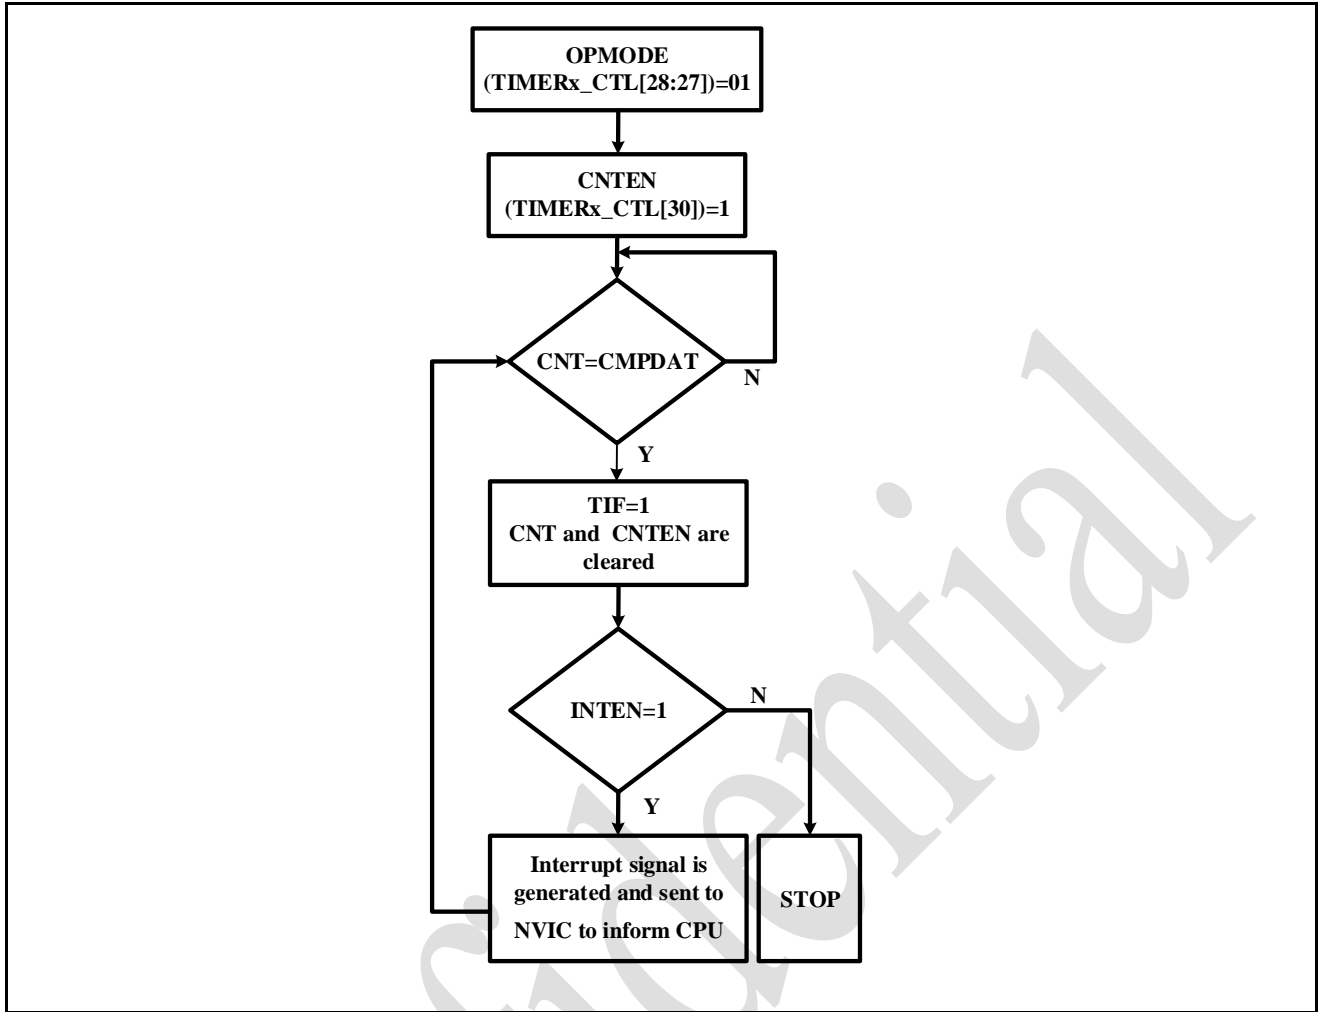 OPMODE
(TIMERx_CTL[28:27])=01
CNTEN
(TIMERx_CTL[30])=1
CNT=CMPDAT
N
Y
TIF=1
CNT and CNTEN are
cleared
INTEN=1
N
Y
Interrupt signal is
generated and sent to
NVIC to inform CPU
STOP
fidential